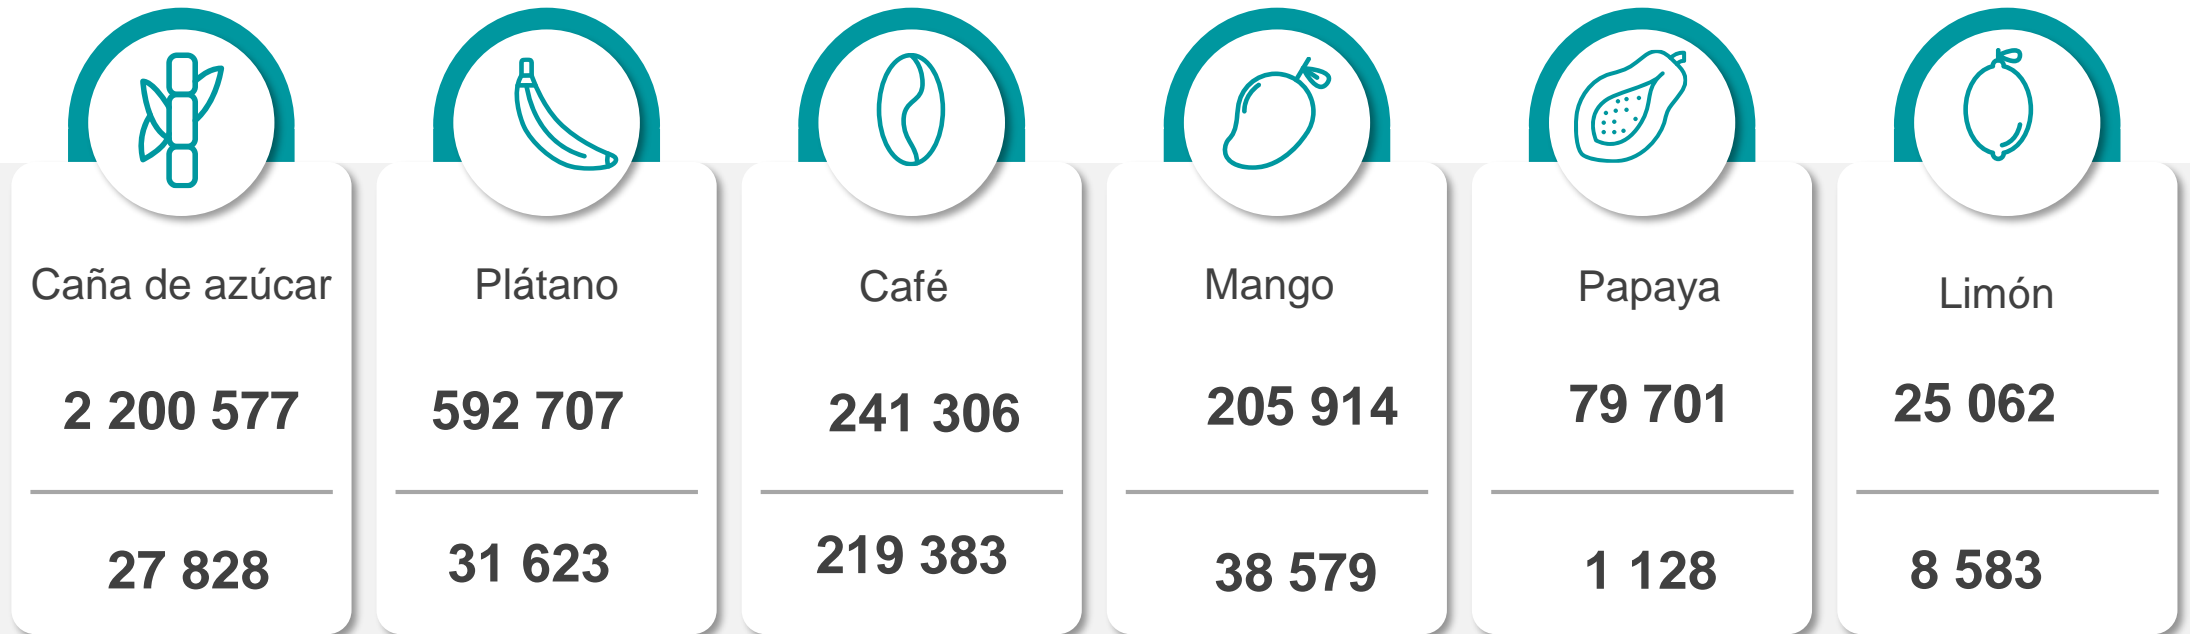 Caña de azúcar
2 200 577
27 828
Plátano
592 707
31 623
Café
241 306
219 383
Mango
205 914
38 579
Papaya
79 701
1 128
Limón
25 062
8 583